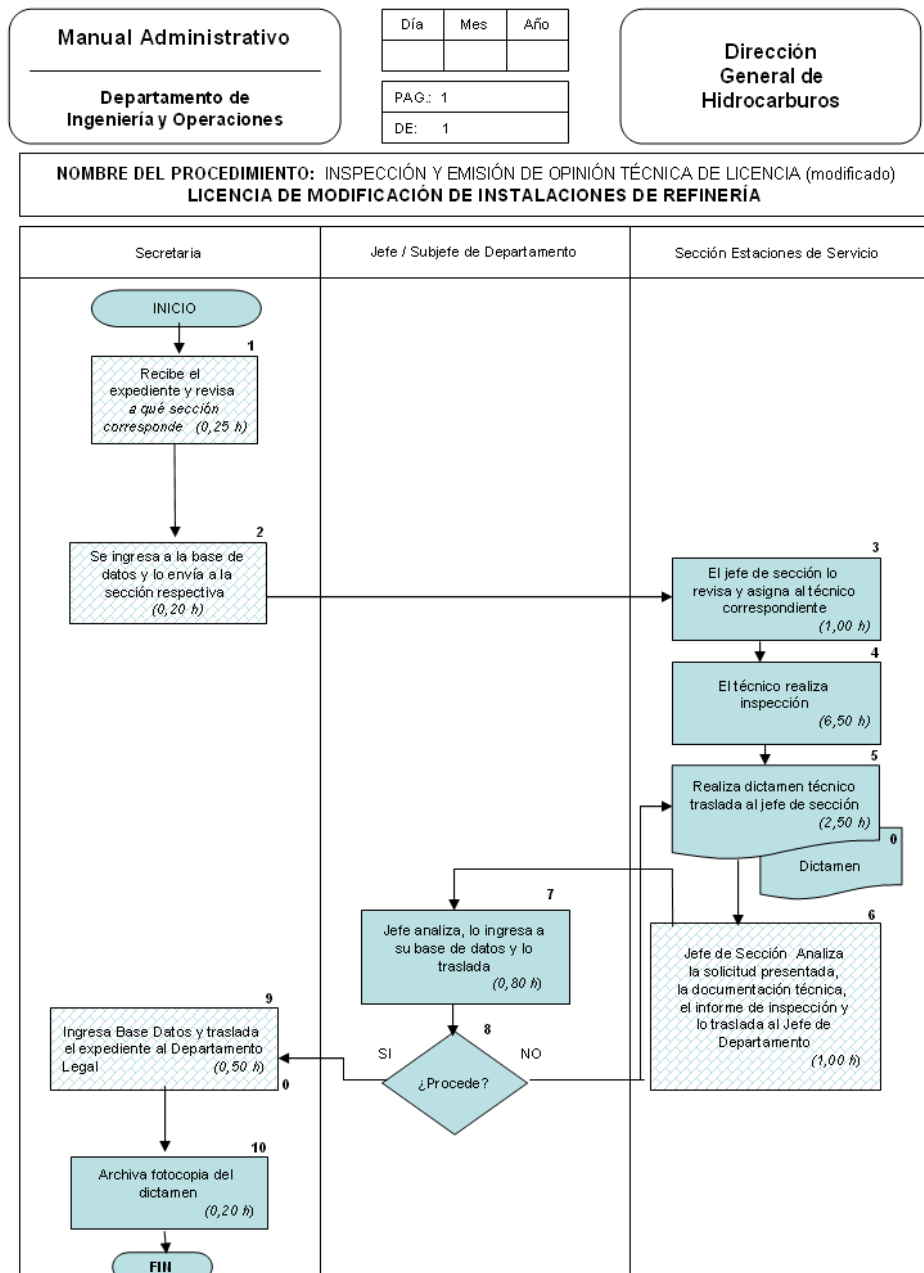 Manual Administrativo
Departamento de
Ingeniería y Operaciones
Día Mes Año
PAG.: 1
DE: 1
Dirección
General de
Hidrocarburos
NOMBRE DEL PROCEDIMIENTO: INSPECCIÓN Y EMISIÓN DE OPINIÓN TÉCNICA DE LICENCIA (modificado)
LICENCIA DE MODIFICACIÓN DE INSTALACIONES DE REFINERÍA
Secretaria
Jefe / Subjefe de Departamento
Sección Estaciones de Servicio
INICIO
1
Recibe el
expediente y revisa
a qué sección
corresponde (0,25 h)
2
Se ingresa a la base de
datos y lo envía a la
sección respectiva
(0,20 h)
3
El jefe de sección lo
revisa y asigna al técnico
correspondiente
(1,00 h)
4
El técnico realiza
inspección
(6,50 h)
5
Realiza dictamen técnico
traslada al jefe de sección
(2,50 h)
0
Dictamen
6
Jefe de Sección Analiza
la solicitud presentada,
la documentación técnica,
el informe de inspección y
lo traslada al Jefe de
Departamento
(1,00 h)
7
Jefe analiza, lo ingresa a
su base de datos y lo
traslada
(0,80 h)
8
SI
NO
¿Procede?
9
Ingresa Base Datos y traslada
el expediente al Departamento
Legal (0,50 h)
0
10
Archiva fotocopia del
dictamen
(0,20 h)
FIN